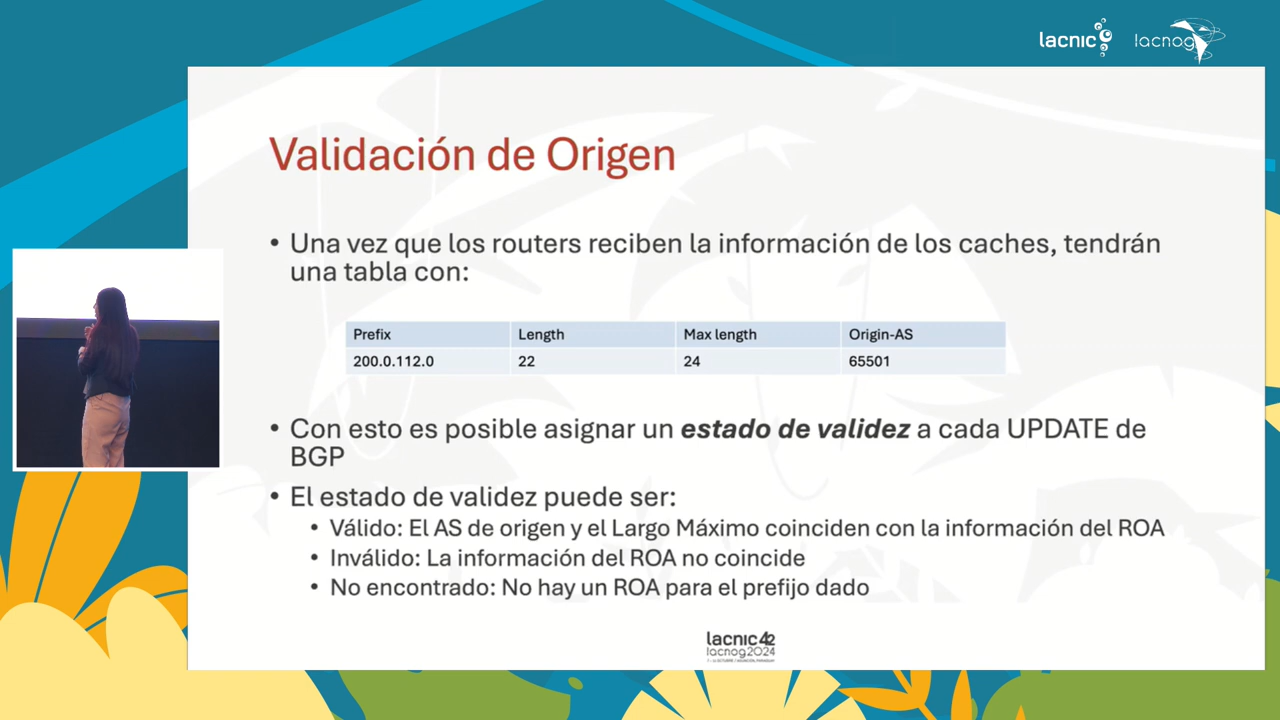 lacnic
lacnog
Validación de Origen
• Una vez que los routers reciben la información de los caches, tendrán
una tabla con:
Prefix Length Max length Origin-AS
200.0.112.0 22 24 65501
• Con esto es posible asignar un estado de validez a cada UPDATE de
BGP
• El estado de validez puede ser:
• Válido: El AS de origen y el Largo Máximo coinciden con la información del ROA
• Inválido: La información del ROA no coincide
• No encontrado: No hay un ROA para el prefijo dado
lacnic42
lacnog2024